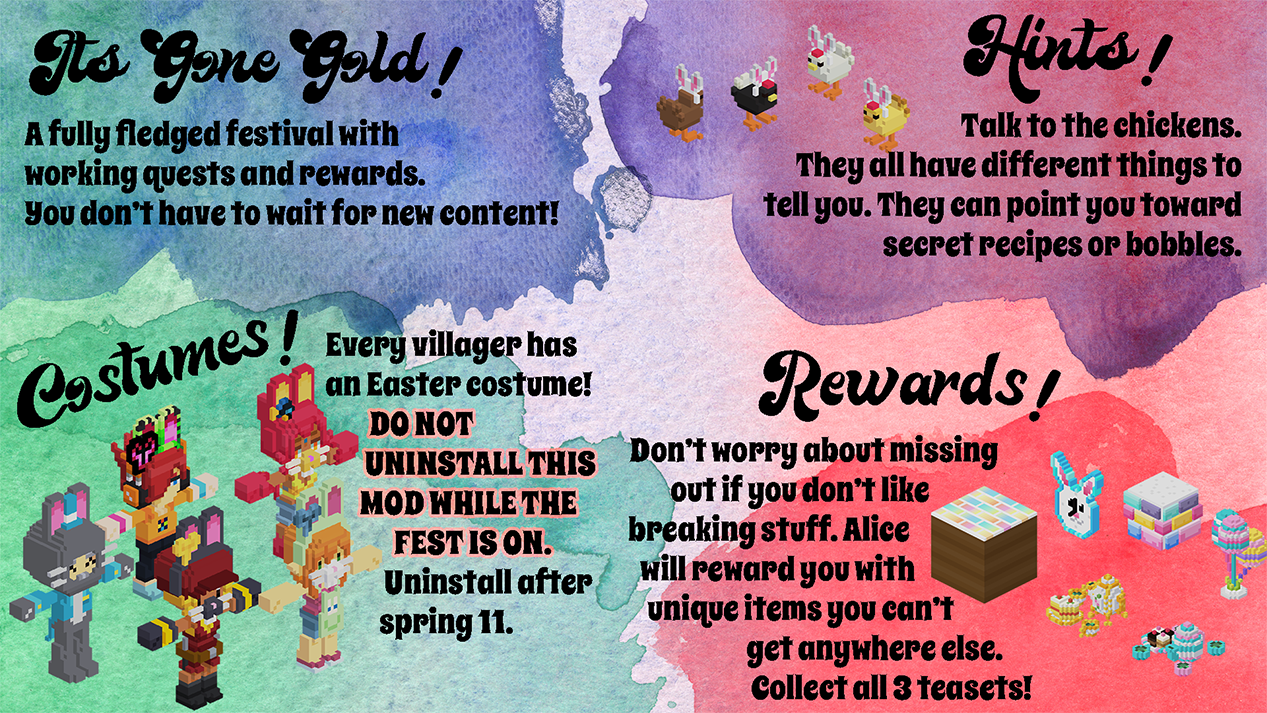 Its Gone Gold!
A fully fledged festival with
working quests and rewards.
You don't have to wait for new content!
Hints!
Talk to the chickens.
They all have different things to
tell you. They can point you toward
secret recipes or bobbles.
Costumes!
Every villager has
an Easter costume!
DO NOT
UNINSTALL THIS
MOD WHILE THE
FEST IS ON.
Uninstall after
spring 11.
Rewards!
Don't worry about missing
out if you don't like
breaking stuff. Alice
will reward you with
unique items you can't
get anywhere else.
Collect all 3 teasets!